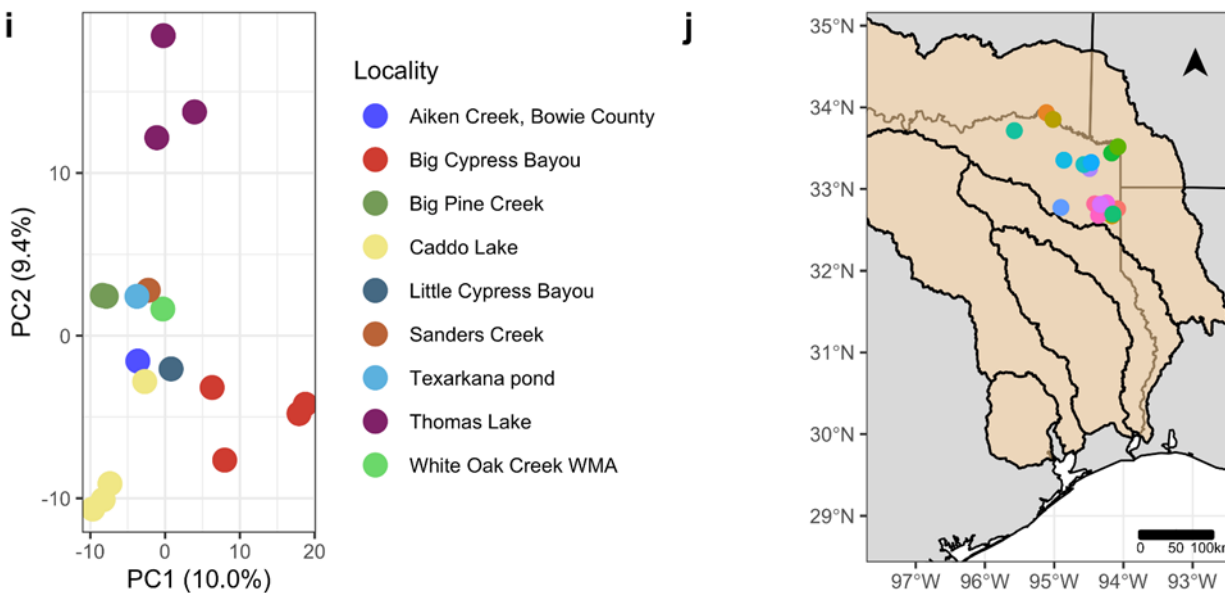 i
10
0
-10
PC2 (9.4%)
-10 0 10 20
PC1 (10.0%)
Locality
Aiken Creek, Bowie County
Big Cypress Bayou
Big Pine Creek
Caddo Lake
Little Cypress Bayou
Sanders Creek
Texarkana pond
Thomas Lake
White Oak Creek WMA
j
35°N
34°N
33°N
32°N
31°N
30°N
29°N
0 50 100km
97°W 96°W 95°W 94°W 93°W